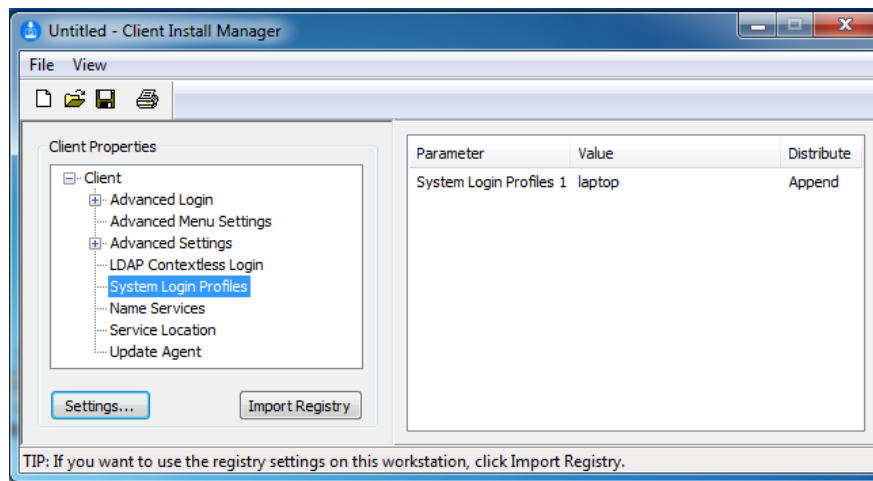 Untitled - Client Install Manager
File View
Client Properties
Client
Advanced Login
Advanced Menu Settings
Advanced Settings
LDAP Contextless Login
System Login Profiles
Name Services
Service Location
Update Agent
Settings...
Import Registry
Parameter Value Distribute
System Login Profiles 1 laptop Append
TIP: If you want to use the registry settings on this workstation, click Import Registry.